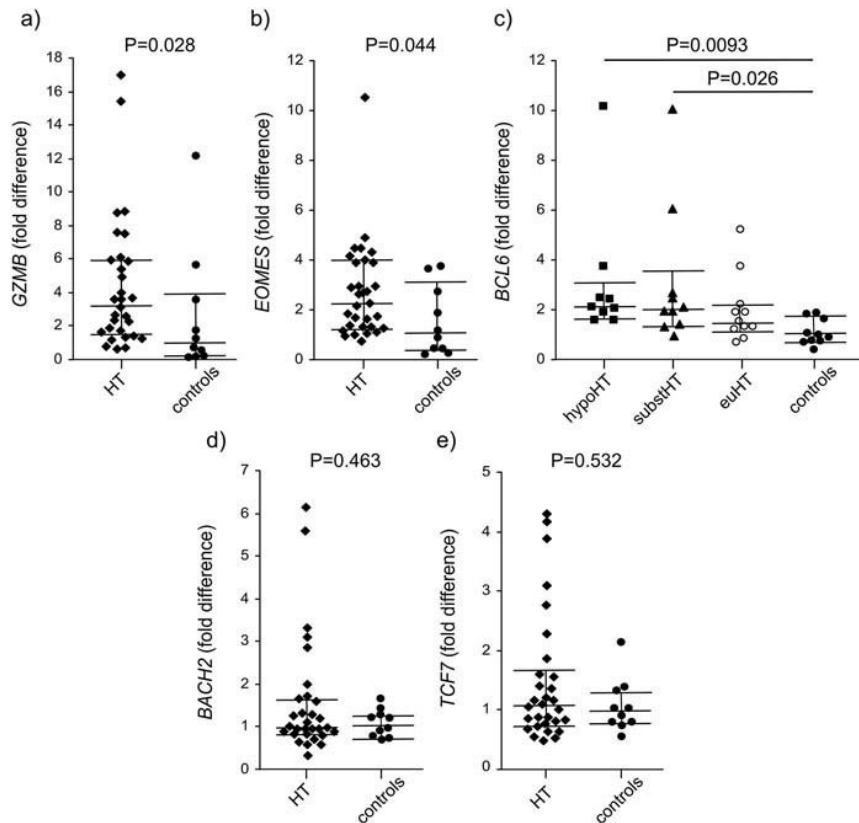 a)
P=0.028
GZMB (fold difference)
18
16
14
12
10
8
6
4
2
0
HT
controls
b)
P=0.044
EOMES (fold difference)
12
10
8
6
4
2
0
HT
controls
c)
P=0.0093
P=0.026
BCL6 (fold difference)
12
10
8
6
4
2
0
hypoHT
substHT
euHT
controls
d)
P=0.463
BACH2 (fold difference)
7
6
5
4
3
2
1
0
HT
controls
e)
P=0.532
TCF7 (fold difference)
5
4
3
2
1
0
HT
controls